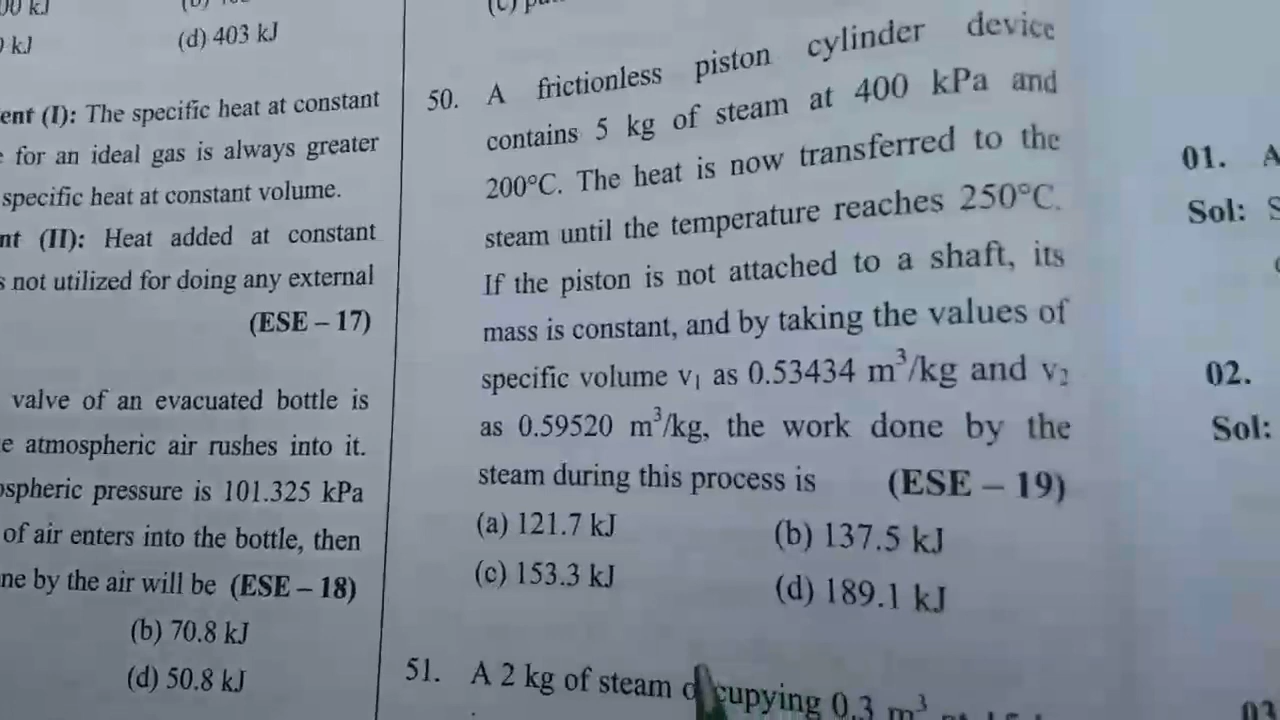 kJ
(d) 403 kJ
ent (I): The specific heat at constant
for an ideal gas is always greater
specific heat at constant volume.
nt (II): Heat added at constant
s not utilized for doing any external
(ESE – 17)
valve of an evacuated bottle is
e atmospheric air rushes into it.
ospheric pressure is 101.325 kPa
of air enters into the bottle, then
ne by the air will be (ESE – 18)
(b) 70.8 kJ
(d) 50.8 kJ
50. A frictionless piston cylinder device
contains 5 kg of steam at 400 kPa and
200°C. The heat is now transferred to the
steam until the temperature reaches 250°C.
If the piston is not attached to a shaft, its
mass is constant, and by taking the values of
specific volume v₁ as 0.53434 m³/kg and v₂
as 0.59520 m³/kg, the work done by the
steam during this process is (ESE – 19)
(a) 121.7 kJ (b) 137.5 kJ
(c) 153.3 kJ (d) 189.1 kJ
51. A 2 kg of steam occupying 0.3 m³
01. A
Sol: S
02.
Sol:
03